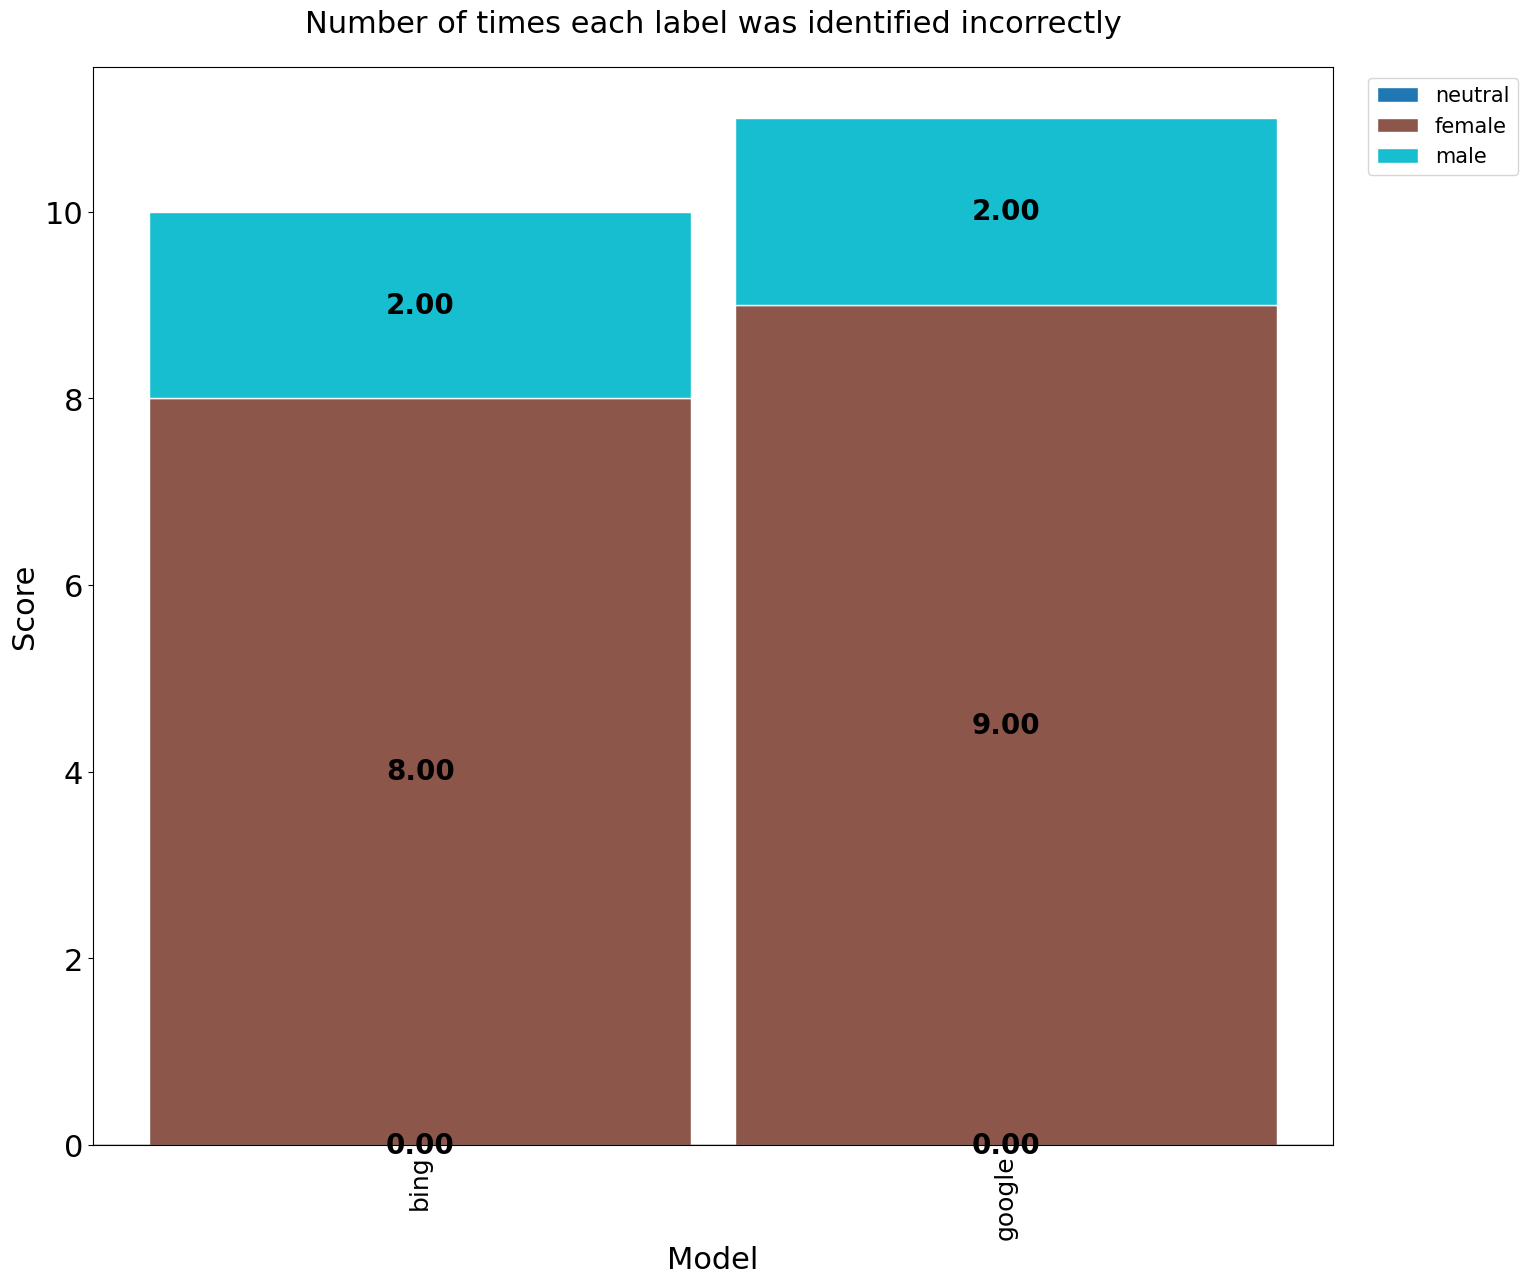 Number of times each label was identified incorrectly
neutral
female
male
10
8
6
4
2
0
Score
2.00
8.00
0.00
2.00
9.00
0.00
bing
google
Model